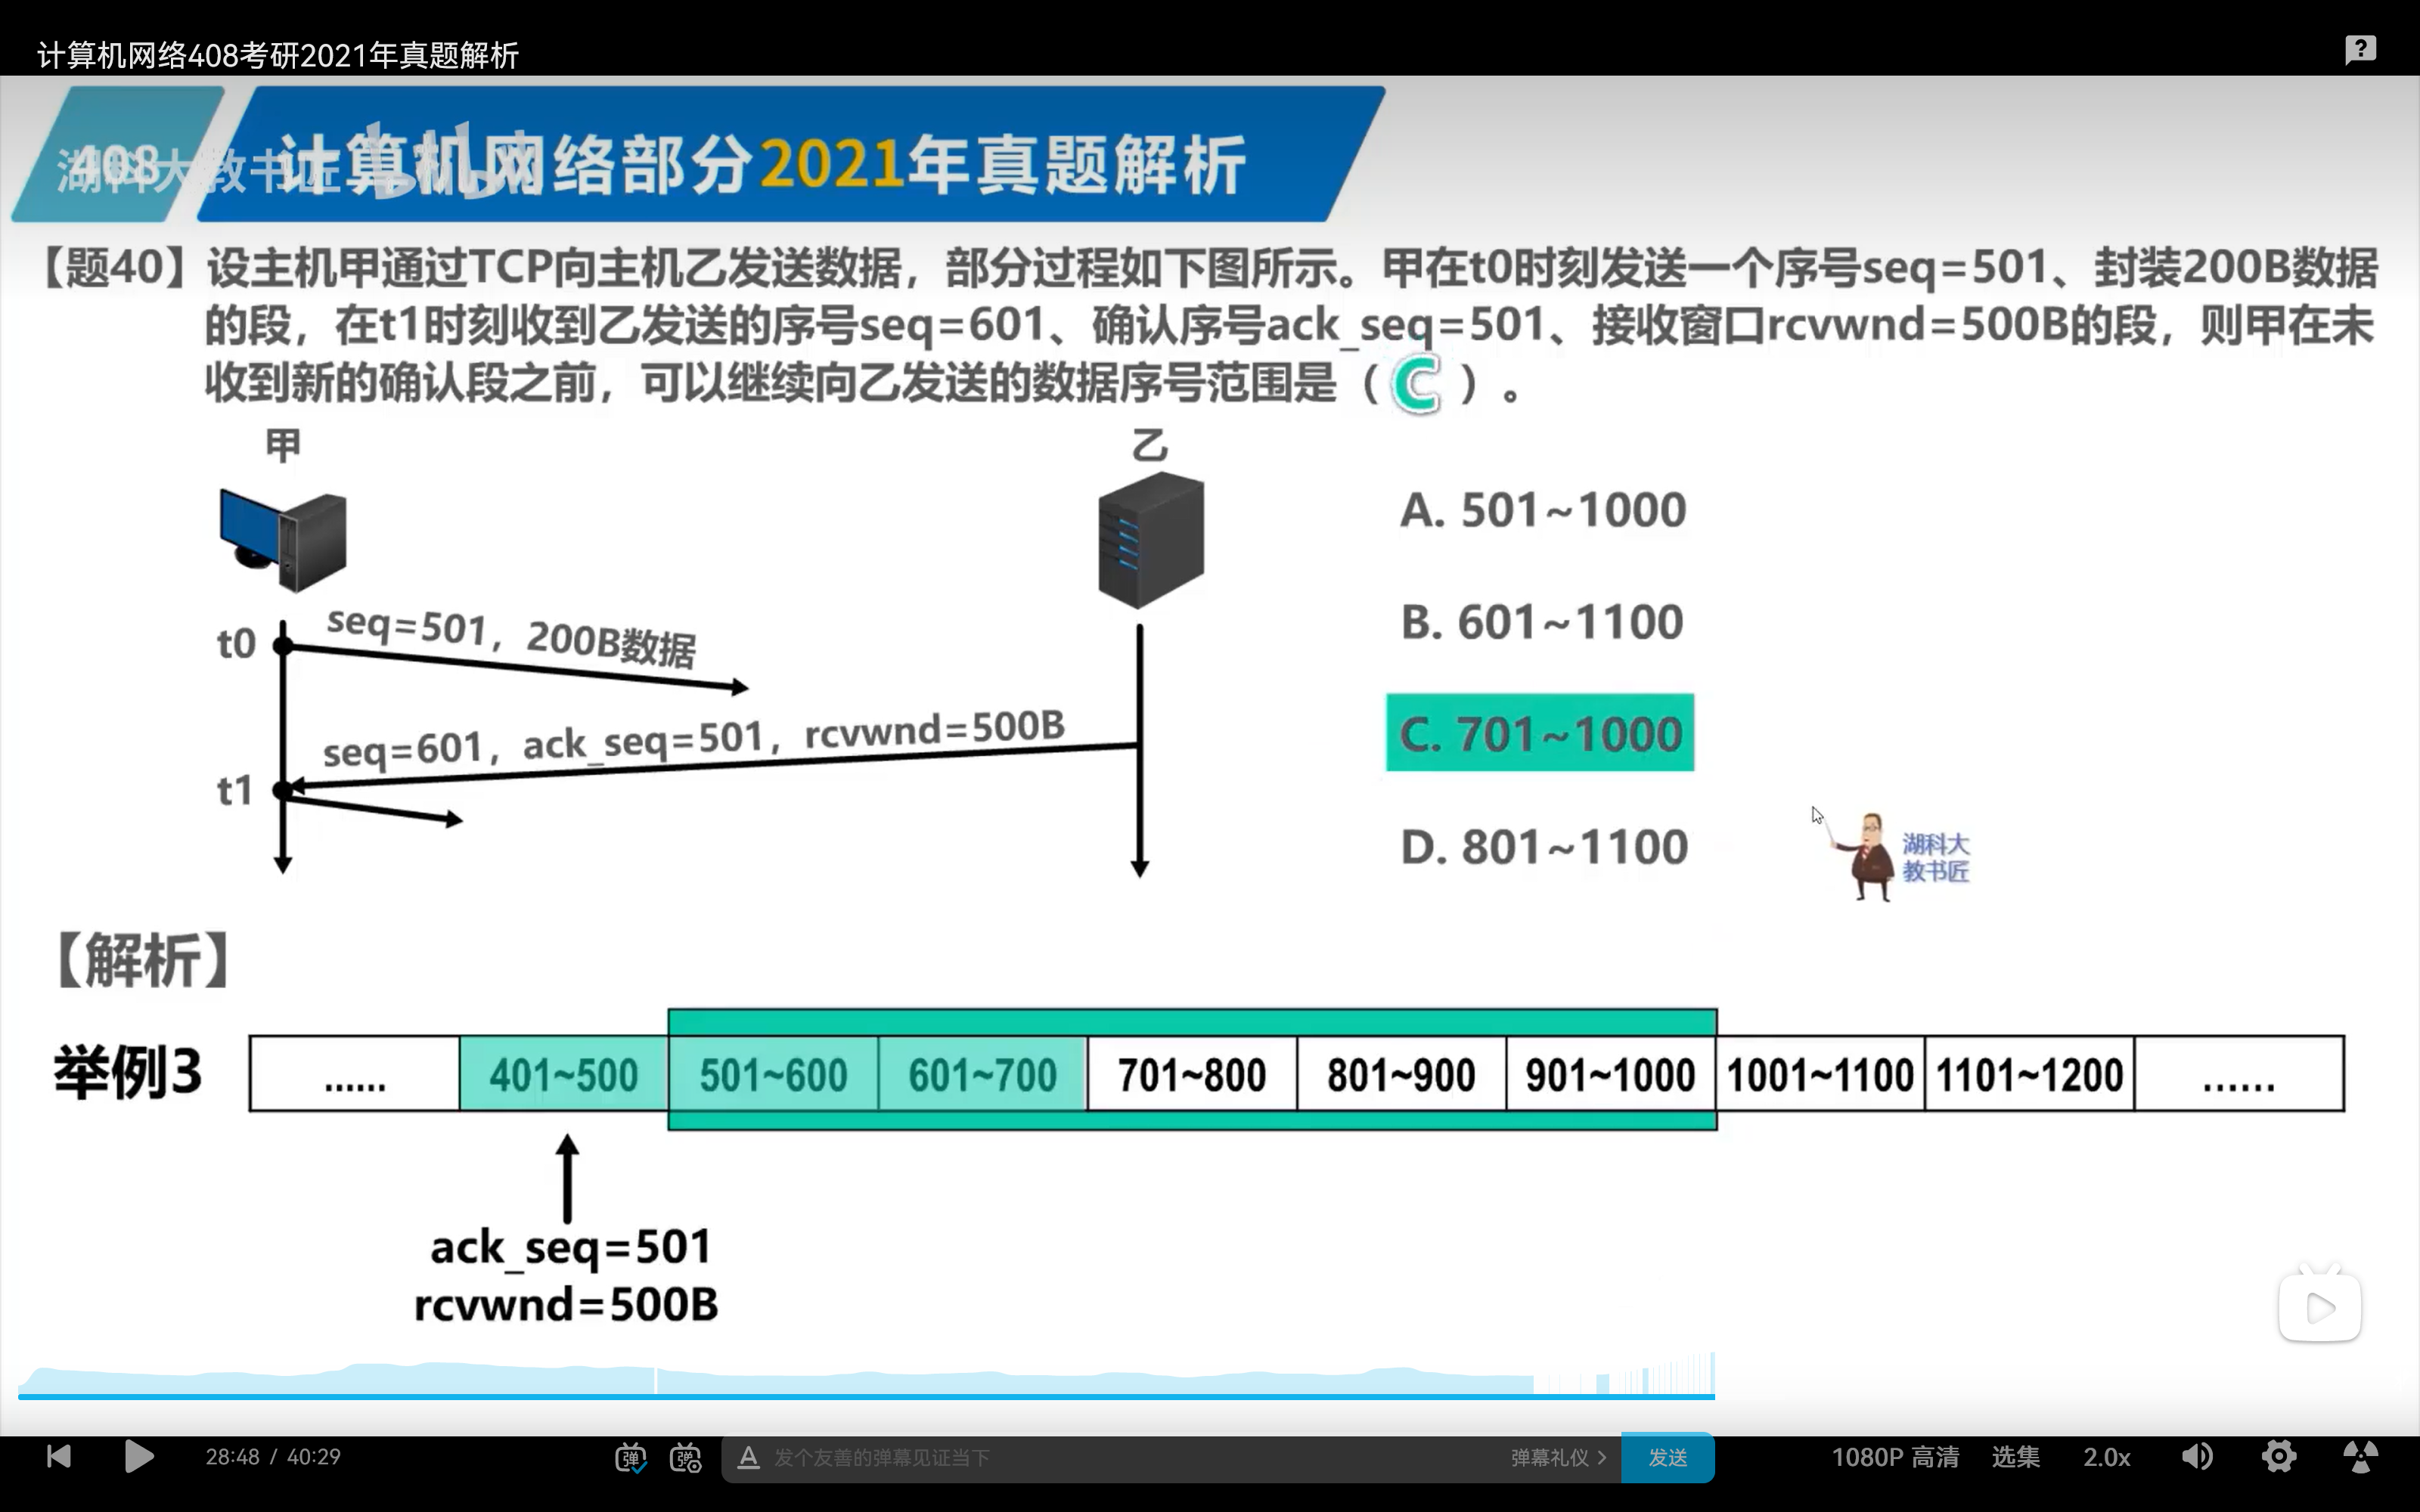 计算机网络408考研2021年真题解析
408 计算机网络部分2021年真题解析
湖科大教书匠 bilibili
【题40】设主机甲通过TCP向主机乙发送数据，部分过程如下图所示。甲在t0时刻发送一个序号seq=501、封装200B数据
的段，在t1时刻收到乙发送的序号seq=601、确认序号ack_seq=501、接收窗口rcvwnd=500B的段，则甲在未
收到新的确认段之前，可以继续向乙发送的数据序号范围是（C）。
甲
乙
A. 501~1000
B. 601~1100
C. 701~1000
D. 801~1100
t0
seq=501，200B数据
seq=601，ack_seq=501，rcvwnd=500B
t1
湖科大
教书匠
【解析】
举例3
...... 401~500 501~600 601~700 701~800 801~900 901~1000 1001~1100 1101~1200 ......
ack_seq=501
rcvwnd=500B
28:48 / 40:29
弹 弹 A 发个友善的弹幕见证当下 弹幕礼仪 > 发送
1080P 高清 选集 2.0x